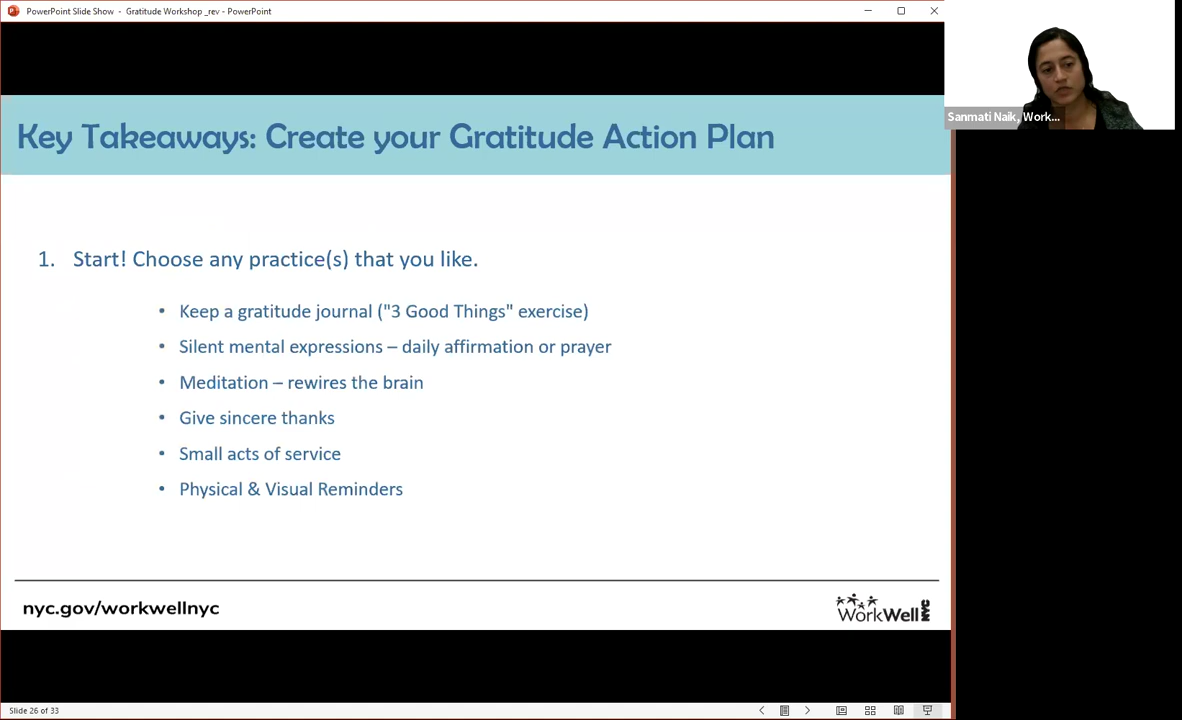 PowerPoint Slide Show - Gratitude Workshop _rev - PowerPoint
Sanmati Naik, Work...
Key Takeaways: Create your Gratitude Action Plan
1. Start! Choose any practice(s) that you like.
• Keep a gratitude journal ("3 Good Things" exercise)
• Silent mental expressions – daily affirmation or prayer
• Meditation – rewires the brain
• Give sincere thanks
• Small acts of service
• Physical & Visual Reminders
nyc.gov/workwellnyc
WorkWell NYC
Slide 26 of 33